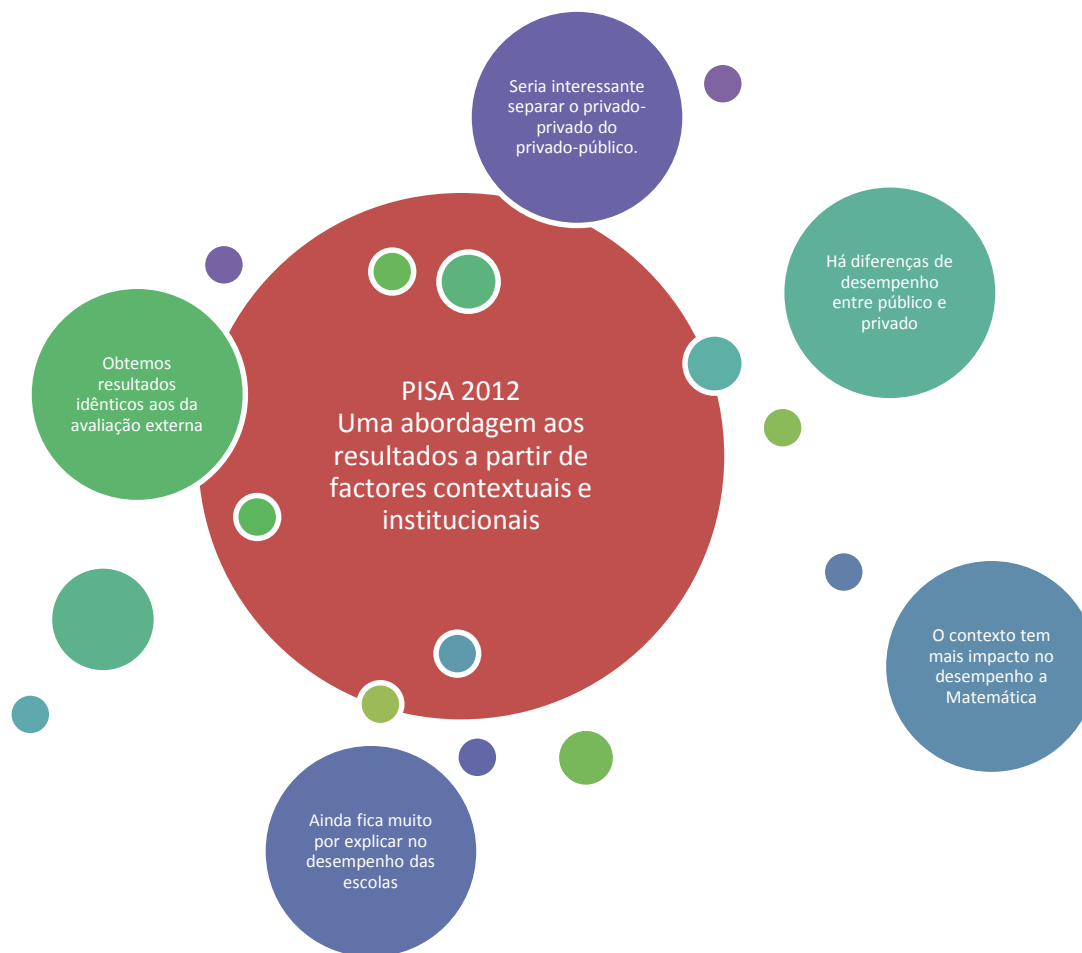 Seria interessante
separar o privado-
privado do
privado-público.
Há diferenças de
desempenho
entre público e
privado
Obtemos
resultados
idênticos aos da
avaliação externa
PISA 2012
Uma abordagem aos
resultados a partir de
factores contextuais e
institucionais
O contexto tem
mais impacto no
desempenho a
Matemática
Ainda fica muito
por explicar no
desempenho das
escolas